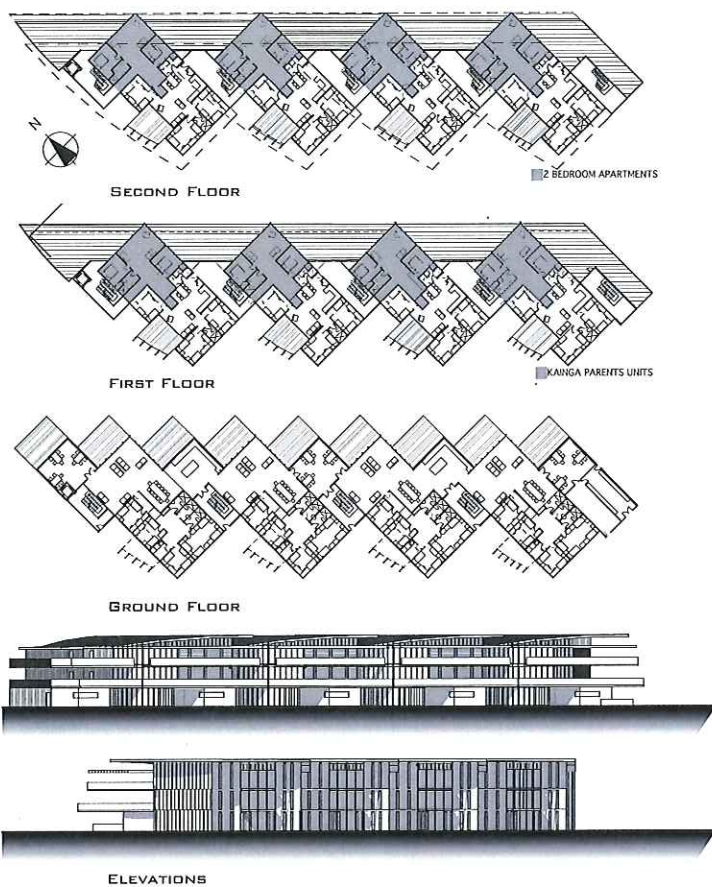 N
SECOND FLOOR
2 BEDROOM APARTMENTS
FIRST FLOOR
KAINGA PARENTS UNITS
GROUND FLOOR
ELEVATIONS